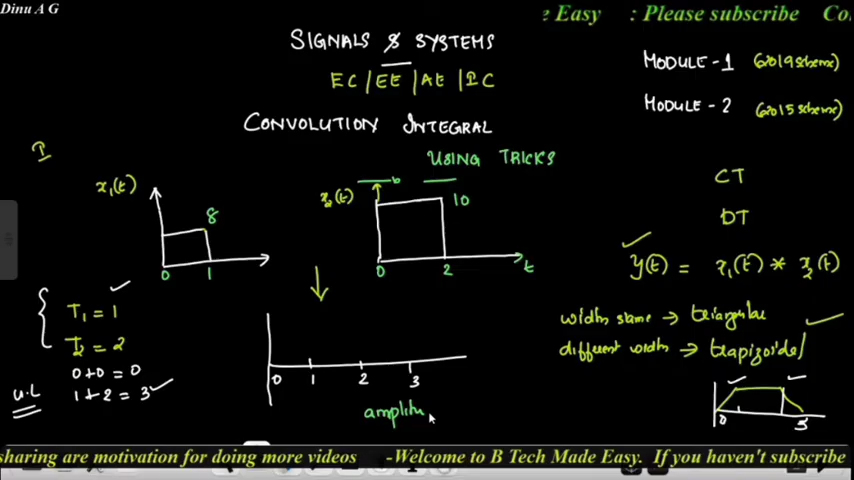 Dinu A G
e Easy : Please subscribe Co
SIGNALS & SYSTEMS
EC | EE | AE | IC
MODULE - 1 (2019 scheme)
MODULE - 2 (2015 scheme)
CONVOLUTION INTEGRAL
USING TRICKS
I
x₁(t)
8
0 1
x₂(t)
10
0 2 t
CT
DT
y(t) = x₁(t) * x₂(t)
width same → triangular
different width → trapizoidel
T₁ = 1
T₂ = 2
0+0 = 0
U.L 1+2 = 3
0 1 2 3
amplitu
0 3
sharing are motivation for doing more videos -Welcome to B Tech Made Easy. If you haven't subscribe